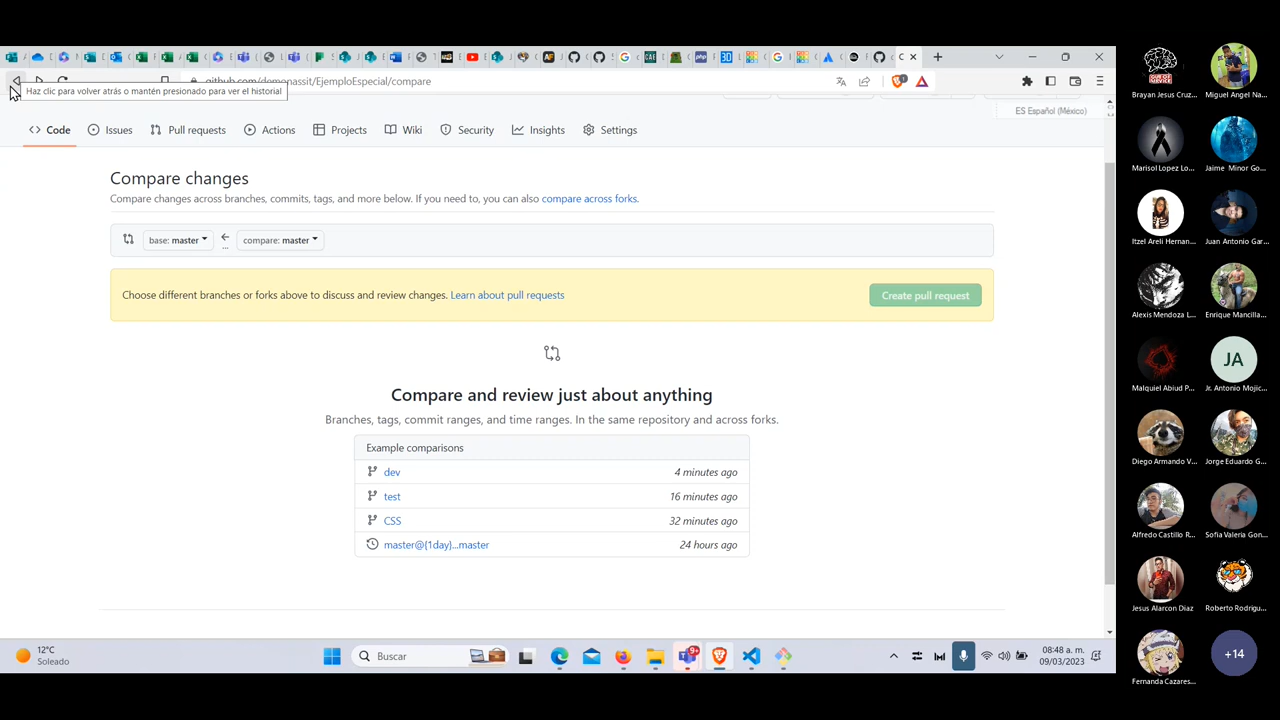 github.com/demanassit/EjemploEspecial/compare
Haz clic para volver atrás o mantén presionado para ver el historial
ES Español (México)
Code
Issues
Pull requests
Actions
Projects
Wiki
Security
Insights
Settings
Compare changes
Compare changes across branches, commits, tags, and more below. If you need to, you can also compare across forks.
base: master
...
compare: master
Choose different branches or forks above to discuss and review changes. Learn about pull requests
Create pull request
Compare and review just about anything
Branches, tags, commit ranges, and time ranges. In the same repository and across forks.
Example comparisons
dev 4 minutes ago
test 16 minutes ago
CSS 32 minutes ago
master@{1day}...master 24 hours ago
12°C
Soleado
Buscar
9+
08:48 a. m.
09/03/2023
Brayan Jesus Cruz...
Miguel Angel Na...
Marisol Lopez Lo...
Jaime Minor Go...
Itzel Areli Hernan...
Juan Antonio Gar...
Alexis Mendoza L...
Enrique Mancilla...
Malquiel Abiud P...
JA
Jr. Antonio Mojic...
Diego Armando V...
Jorge Eduardo G...
Alfredo Castillo R...
Sofia Valeria Gon...
Jesus Alarcon Diaz
Roberto Rodrigu...
Fernanda Cazares...
+14